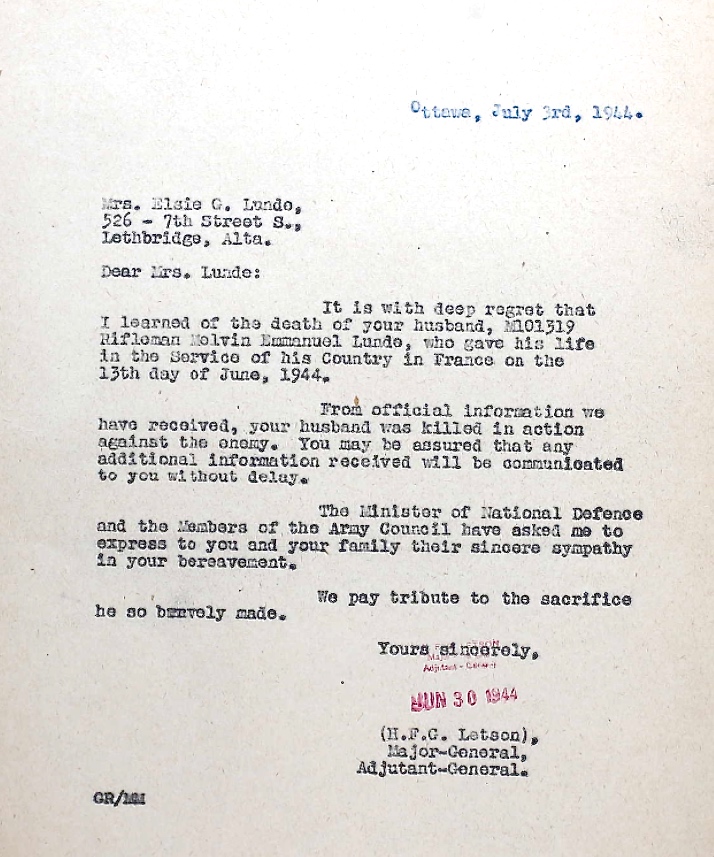 Ottawa, July 3rd, 1944.
Mrs. Elsie G. Lunde,
526 - 7th Street S.,
Lethbridge, Alta.
Dear Mrs. Lunde:
It is with deep regret that
I learned of the death of your husband, M101319
Rifleman Melvin Emmanuel Lunde, who gave his life
in the Service of his Country in France on the
13th day of June, 1944.
From official information we
have received, your husband was killed in action
against the enemy. You may be assured that any
additional information received will be communicated
to you without delay.
The Minister of National Defence
and the Members of the Army Council have asked me to
express to you and your family their sincere sympathy
in your bereavement.
We pay tribute to the sacrifice
he so bravely made.
Yours sincerely,
Adjutant - General
JUN 30 1944
(H.F.G. Letson),
Major-General,
Adjutant-General.
GR/MM